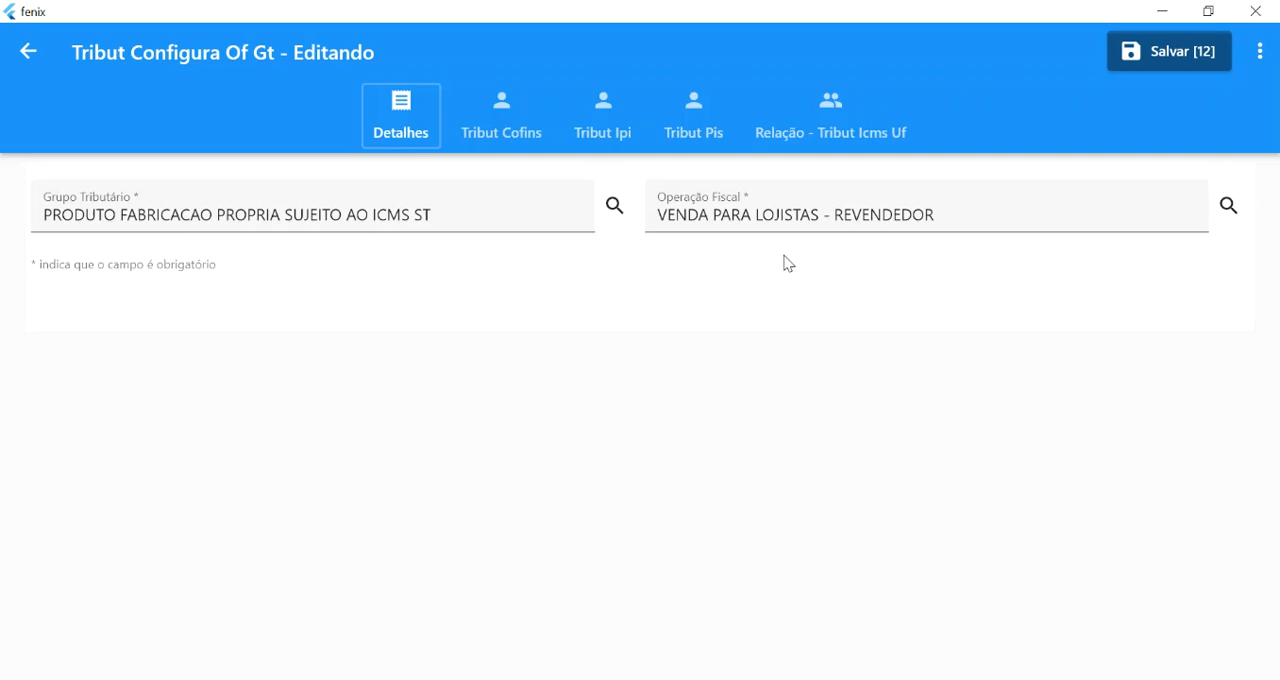 fenix
Tribut Configura Of Gt - Editando
Salvar [12]
Detalhes
Tribut Cofins
Tribut Ipi
Tribut Pis
Relação - Tribut Icms Uf
Grupo Tributário *
PRODUTO FABRICACAO PROPRIA SUJEITO AO ICMS ST
Operação Fiscal *
VENDA PARA LOJISTAS - REVENDEDOR
* indica que o campo é obrigatório